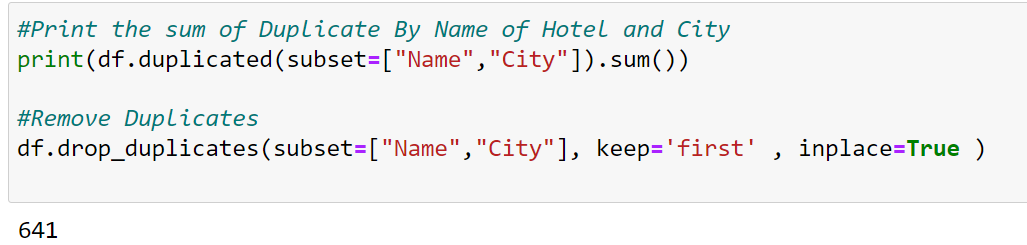 #Print the sum of Duplicate By Name of Hotel and City
print(df.duplicated(subset=["Name","City"]).sum())
#Remove Duplicates
df.drop_duplicates(subset=["Name","City"], keep='first' , inplace=True )
641